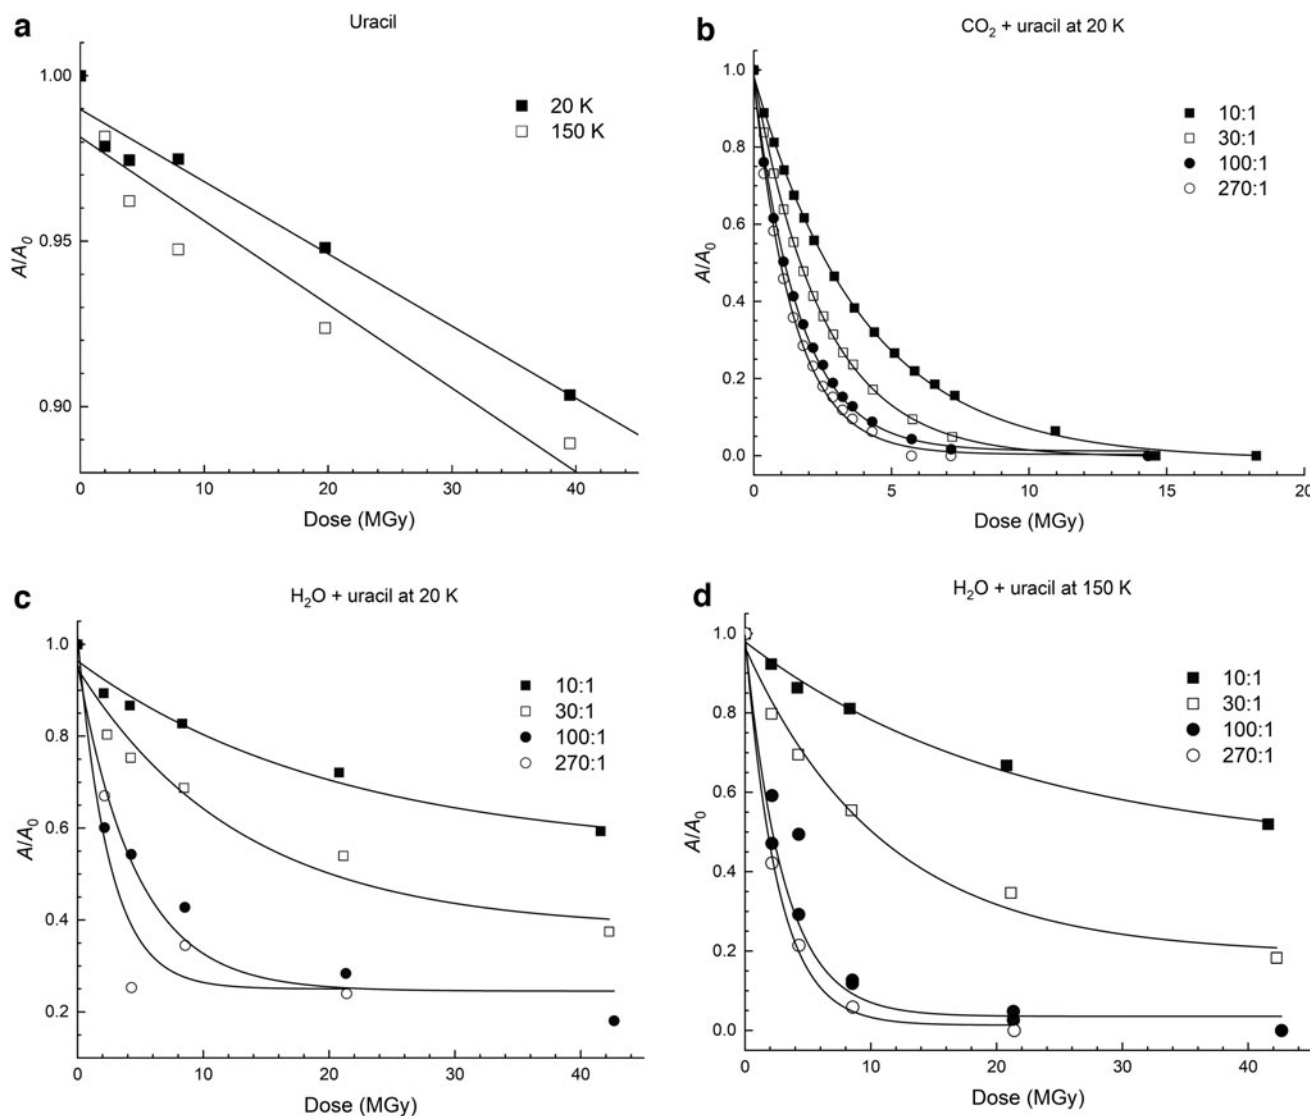 a
Uracil
1.00
0.95
0.90
A/A₀
20 K
150 K
0 10 20 30 40
Dose (MGy)
b
CO₂ + uracil at 20 K
1.0
0.8
0.6
0.4
0.2
0.0
A/A₀
10:1
30:1
100:1
270:1
0 5 10 15 20
Dose (MGy)
c
H₂O + uracil at 20 K
1.0
0.8
0.6
0.4
0.2
A/A₀
10:1
30:1
100:1
270:1
0 10 20 30 40
Dose (MGy)
d
H₂O + uracil at 150 K
1.0
0.8
0.6
0.4
0.2
0.0
A/A₀
10:1
30:1
100:1
270:1
0 10 20 30 40
Dose (MGy)